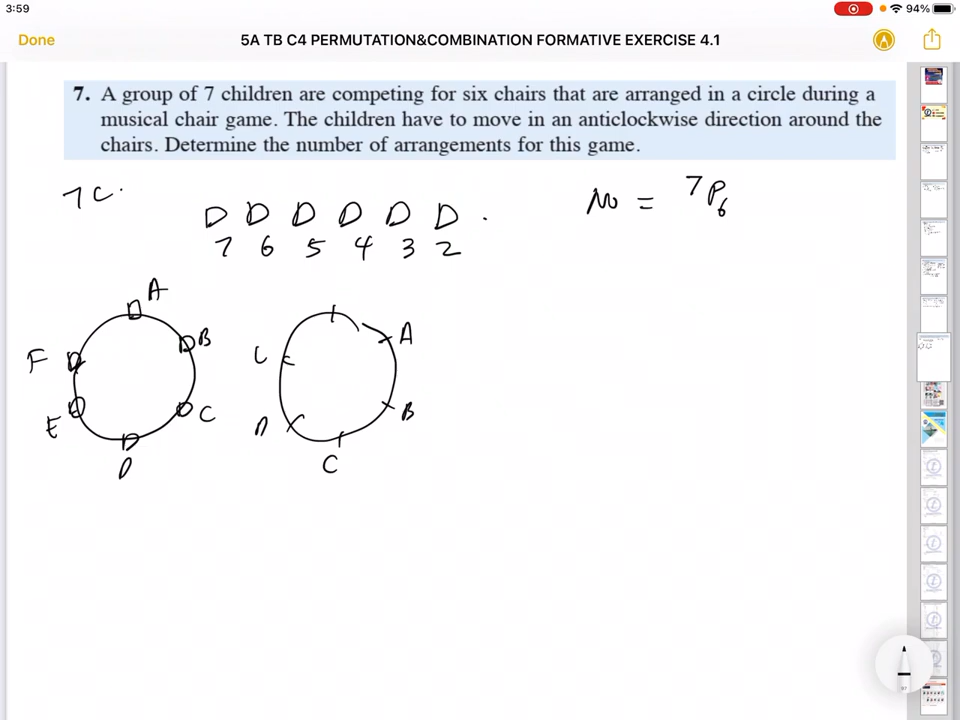 3:59
94%
Done
5A TB C4 PERMUTATION&COMBINATION FORMATIVE EXERCISE 4.1
7. A group of 7 children are competing for six chairs that are arranged in a circle during a
musical chair game. The children have to move in an anticlockwise direction around the
chairs. Determine the number of arrangements for this game.
7 C.
D D D D D D .
7 6 5 4 3 2
= ⁷P₆
A
B
C
D
E
F
A
B
C
D